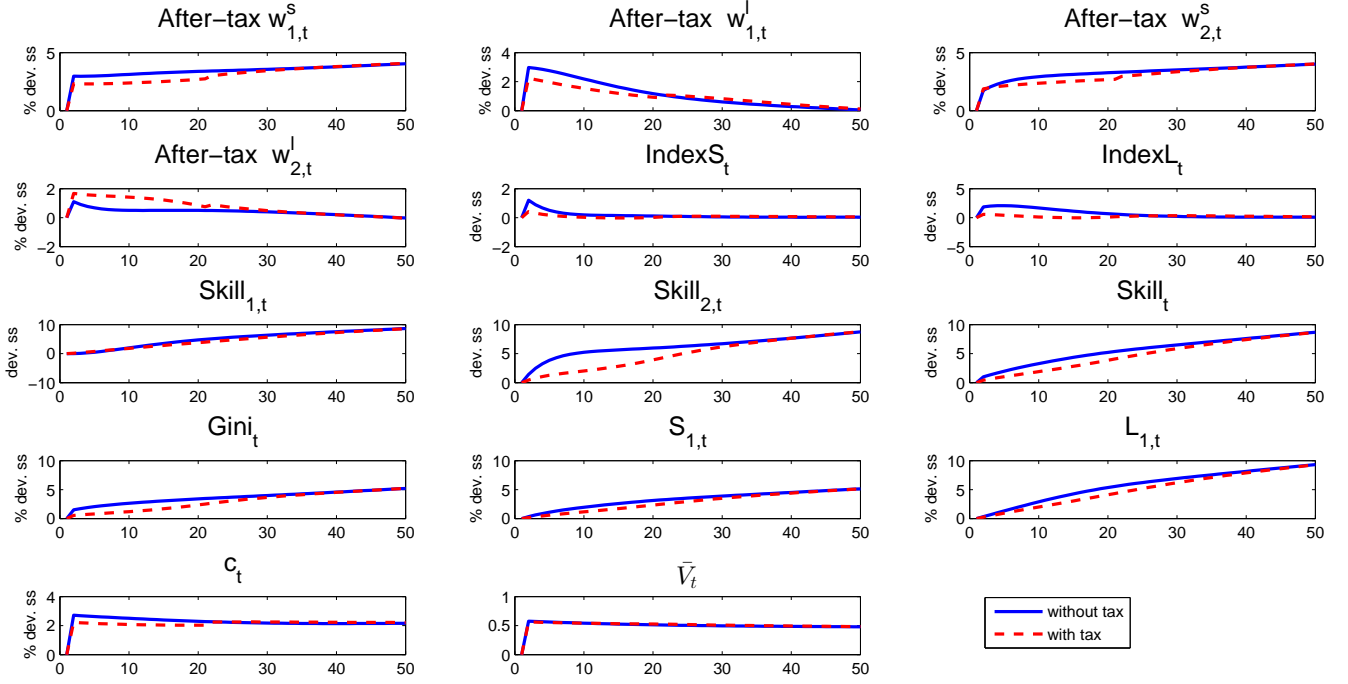 After−tax w^s_{1,t}
After−tax w^l_{1,t}
After−tax w^s_{2,t}
% dev. ss
5
0
0 10 20 30 40 50
% dev. ss
4
2
0
0 10 20 30 40 50
% dev. ss
5
0
0 10 20 30 40 50
After−tax w^l_{2,t}
IndexS_t
IndexL_t
% dev. ss
2
0
−2
0 10 20 30 40 50
dev. ss
2
0
−2
0 10 20 30 40 50
dev. ss
5
0
−5
0 10 20 30 40 50
Skill_{1,t}
Skill_{2,t}
Skill_t
dev. ss
10
0
−10
0 10 20 30 40 50
dev. ss
10
5
0
0 10 20 30 40 50
dev. ss
10
5
0
0 10 20 30 40 50
Gini_t
S_{1,t}
L_{1,t}
% dev. ss
10
5
0
0 10 20 30 40 50
% dev. ss
10
5
0
0 10 20 30 40 50
% dev. ss
10
5
0
0 10 20 30 40 50
c_t
V̄_t
% dev. ss
4
2
0
0 10 20 30 40 50
% dev. ss
1
0.5
0
0 10 20 30 40 50
without tax
with tax